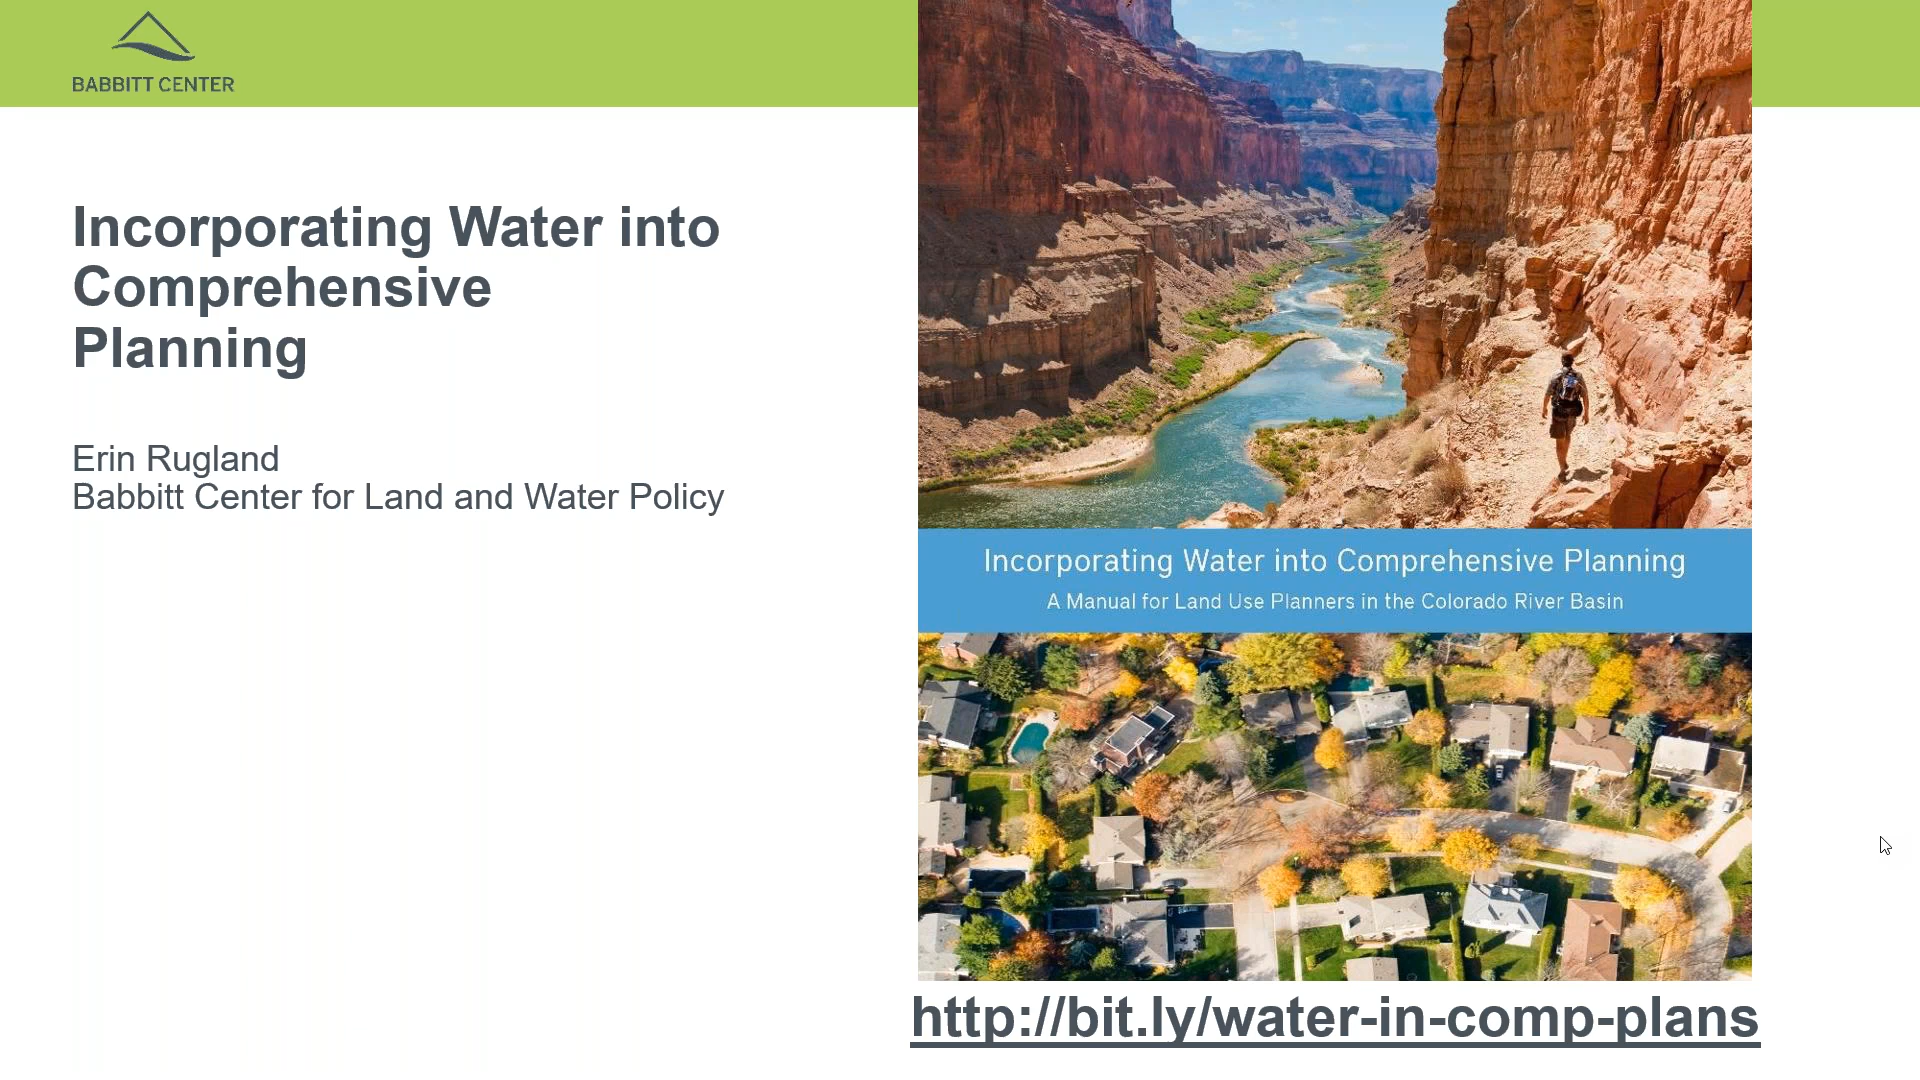 BABBITT CENTER
Incorporating Water into
Comprehensive
Planning
Erin Rugland
Babbitt Center for Land and Water Policy
Incorporating Water into Comprehensive Planning
A Manual for Land Use Planners in the Colorado River Basin
http://bit.ly/water-in-comp-plans